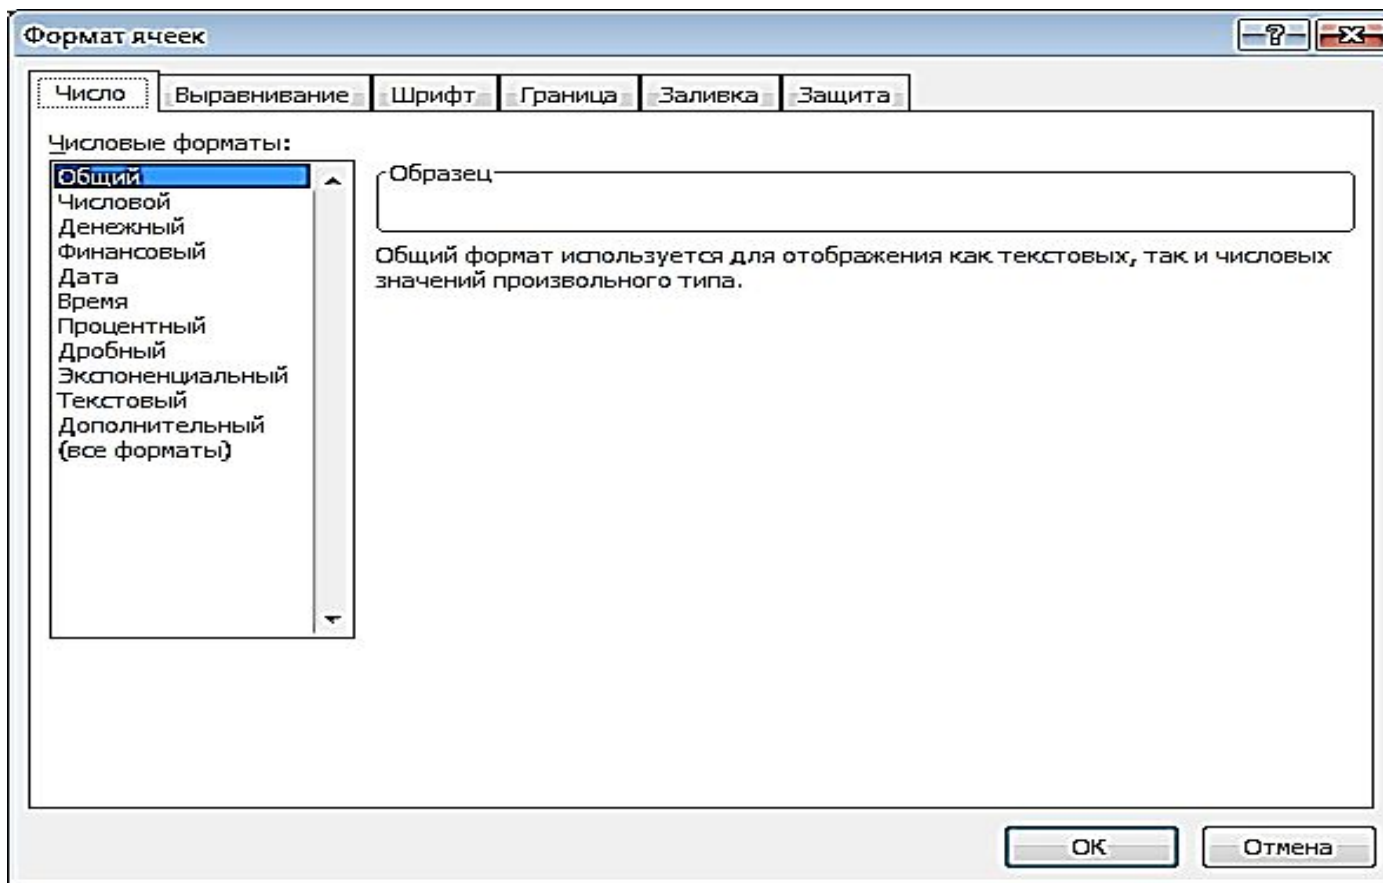 Формат ячеек
Число Выравнивание Шрифт Граница Заливка Защита
Числовые форматы:
Общий
Числовой
Денежный
Финансовый
Дата
Время
Процентный
Дробный
Экспоненциальный
Текстовый
Дополнительный
(все форматы)
Образец
Общий формат используется для отображения как текстовых, так и числовых
значений произвольного типа.
ОК Отмена